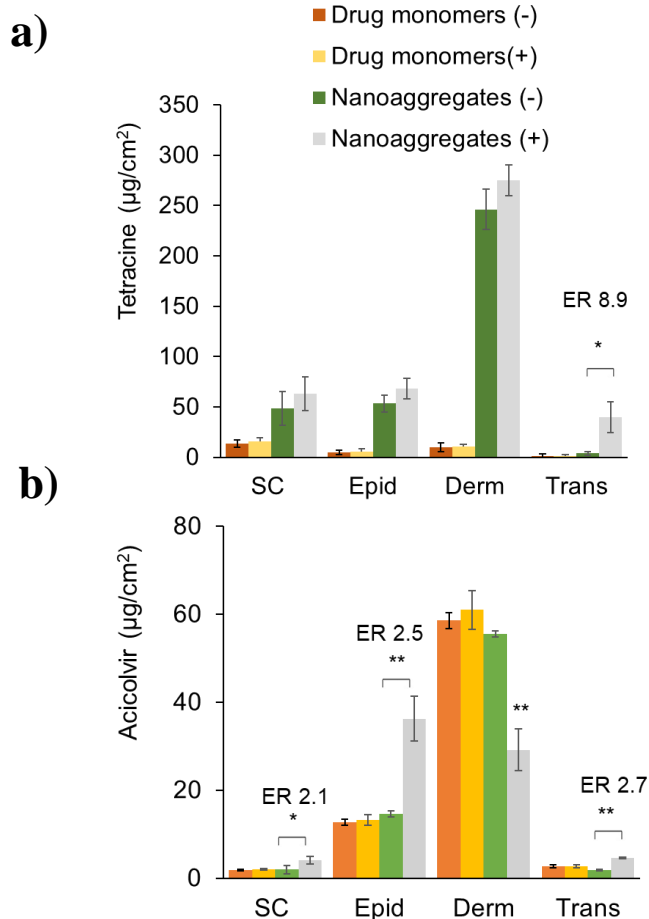 a)
Drug monomers (-)
Drug monomers(+)
Nanoaggregates (-)
Nanoaggregates (+)
Tetracine (µg/cm²)
350
300
250
200
150
100
50
0
ER 8.9
*
SC Epid Derm Trans
b)
Acicolvir (µg/cm²)
80
60
40
20
0
ER 2.1
*
ER 2.5
**
**
ER 2.7
**
SC Epid Derm Trans